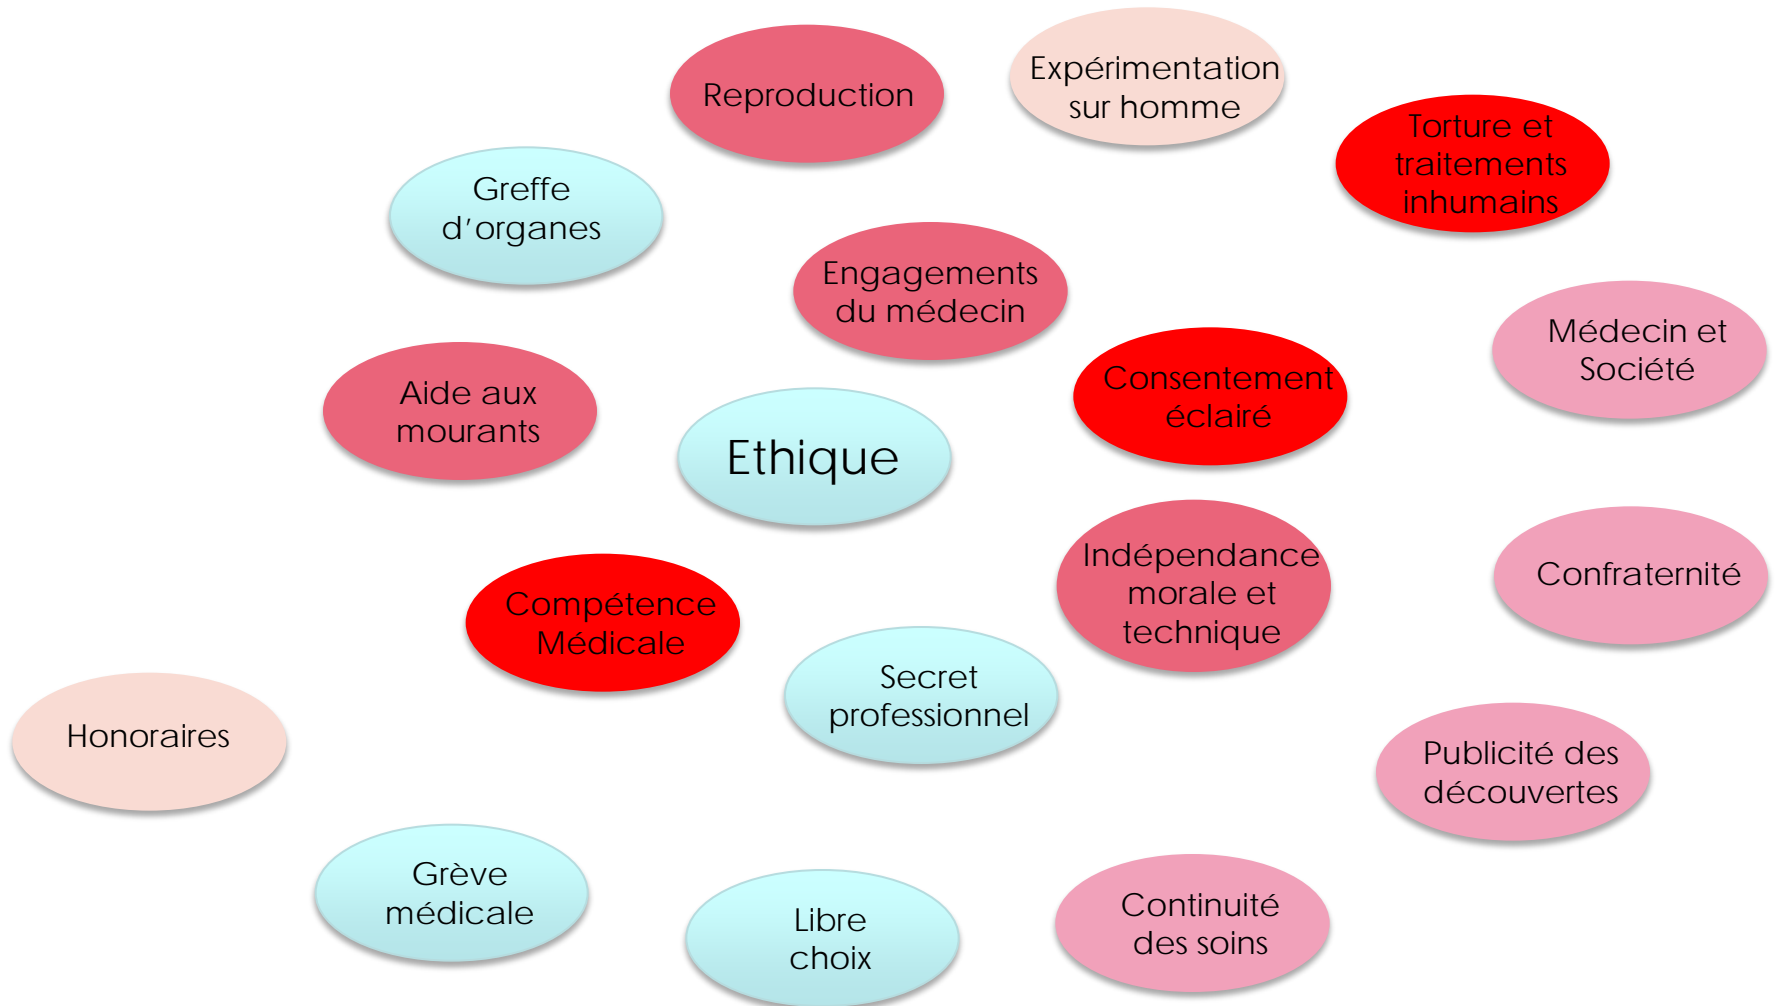 Reproduction
Expérimentation
sur homme
Torture et
traitements
inhumains
Greffe
d’organes
Engagements
du médecin
Médecin et
Société
Aide aux
mourants
Consentement
éclairé
Ethique
Indépendance
morale et
technique
Confraternité
Compétence
Médicale
Secret
professionnel
Honoraires
Publicité des
découvertes
Grève
médicale
Libre
choix
Continuité
des soins